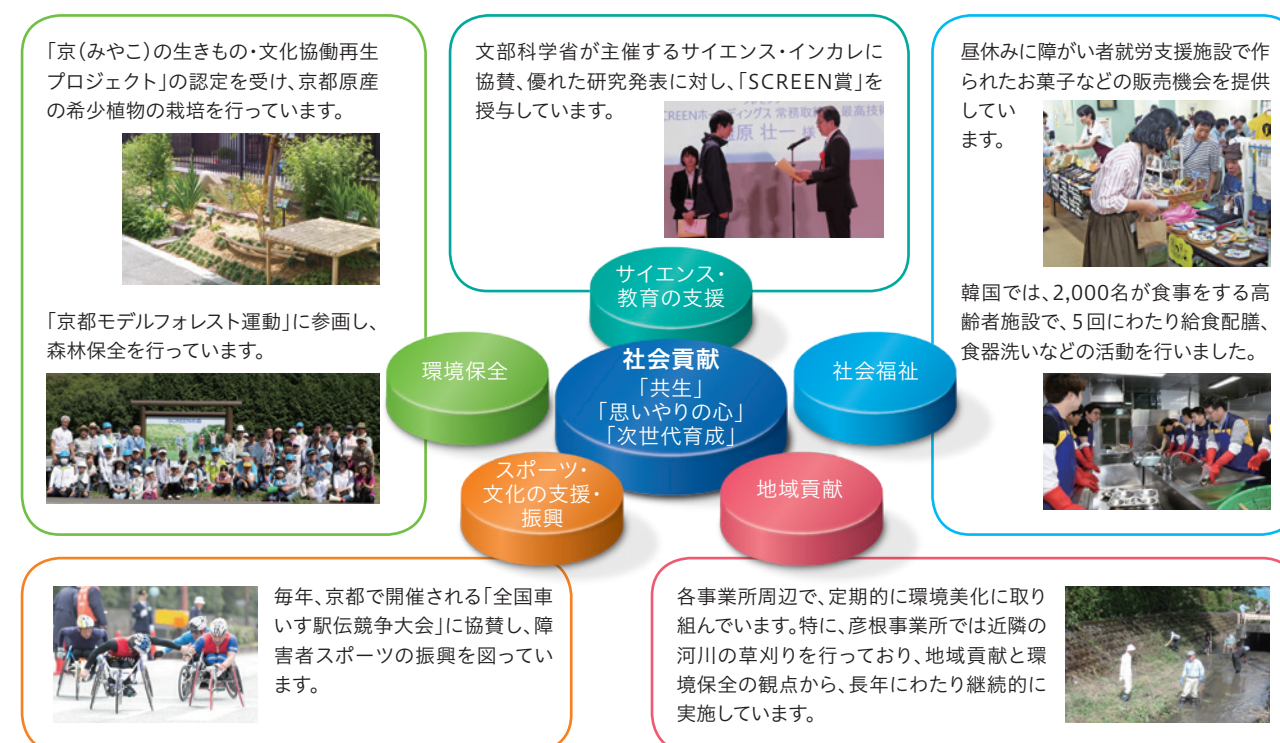 「京(みやこ)の生きもの・文化協働再生
プロジェクト」の認定を受け、京都原産
の希少植物の栽培を行っています。
「京都モデルフォレスト運動」に参画し、
森林保全を行っています。
文部科学省が主催するサイエンス・インカレに
協賛、優れた研究発表に対し、「SCREEN賞」を
授与しています。
昼休みに障がい者就労支援施設で作
られたお菓子などの販売機会を提供
してい
ます。
韓国では、2,000名が食事をする高
齢者施設で、5回にわたり給食配膳、
食器洗いなどの活動を行いました。
サイエンス・
教育の支援
環境保全
社会貢献
「共生」
「思いやりの心」
「次世代育成」
社会福祉
スポーツ・
文化の支援・
振興
地域貢献
毎年、京都で開催される「全国車
いす駅伝競争大会」に協賛し、障
害者スポーツの振興を図ってい
ます。
各事業所周辺で、定期的に環境美化に取り
組んでいます。特に、彦根事業所では近隣の
河川の草刈りを行っており、地域貢献と環
境保全の観点から、長年にわたり継続的に
実施しています。